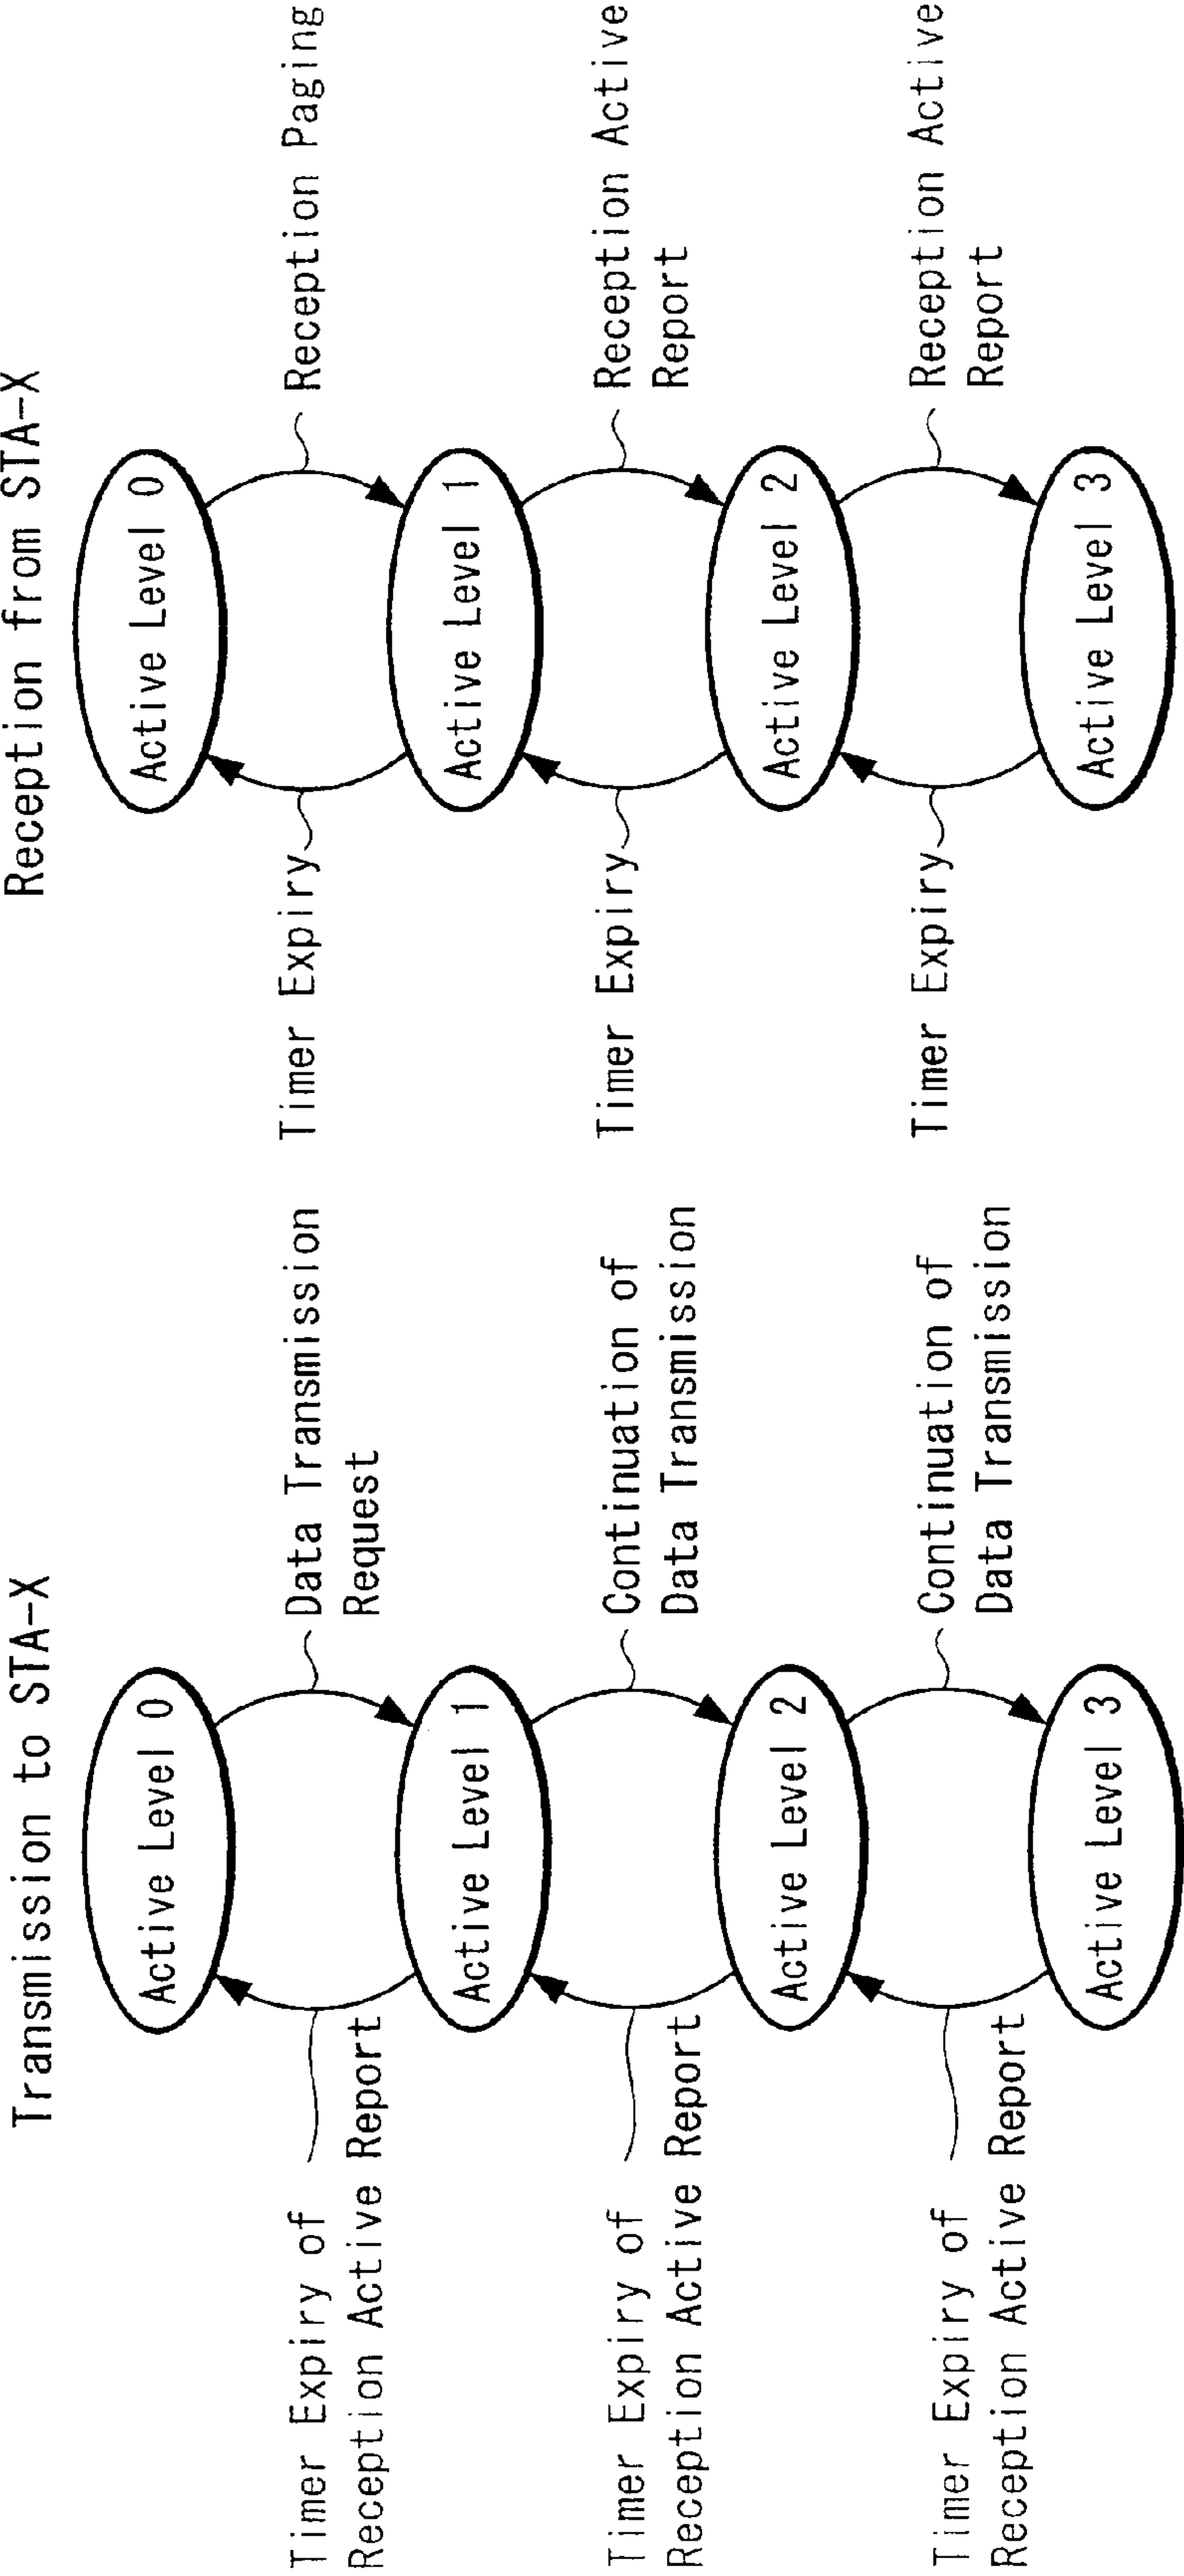 Transmission to STA-X
Active Level 0
Data Transmission
Request
Timer Expiry of
Reception Active Report
Active Level 1
Continuation of
Data Transmission
Timer Expiry of
Reception Active Report
Active Level 2
Continuation of
Data Transmission
Timer Expiry of
Reception Active Report
Active Level 3
Reception from STA-X
Active Level 0
Reception Paging
Timer Expiry
Active Level 1
Reception Active
Report
Timer Expiry
Active Level 2
Reception Active
Report
Timer Expiry
Active Level 3